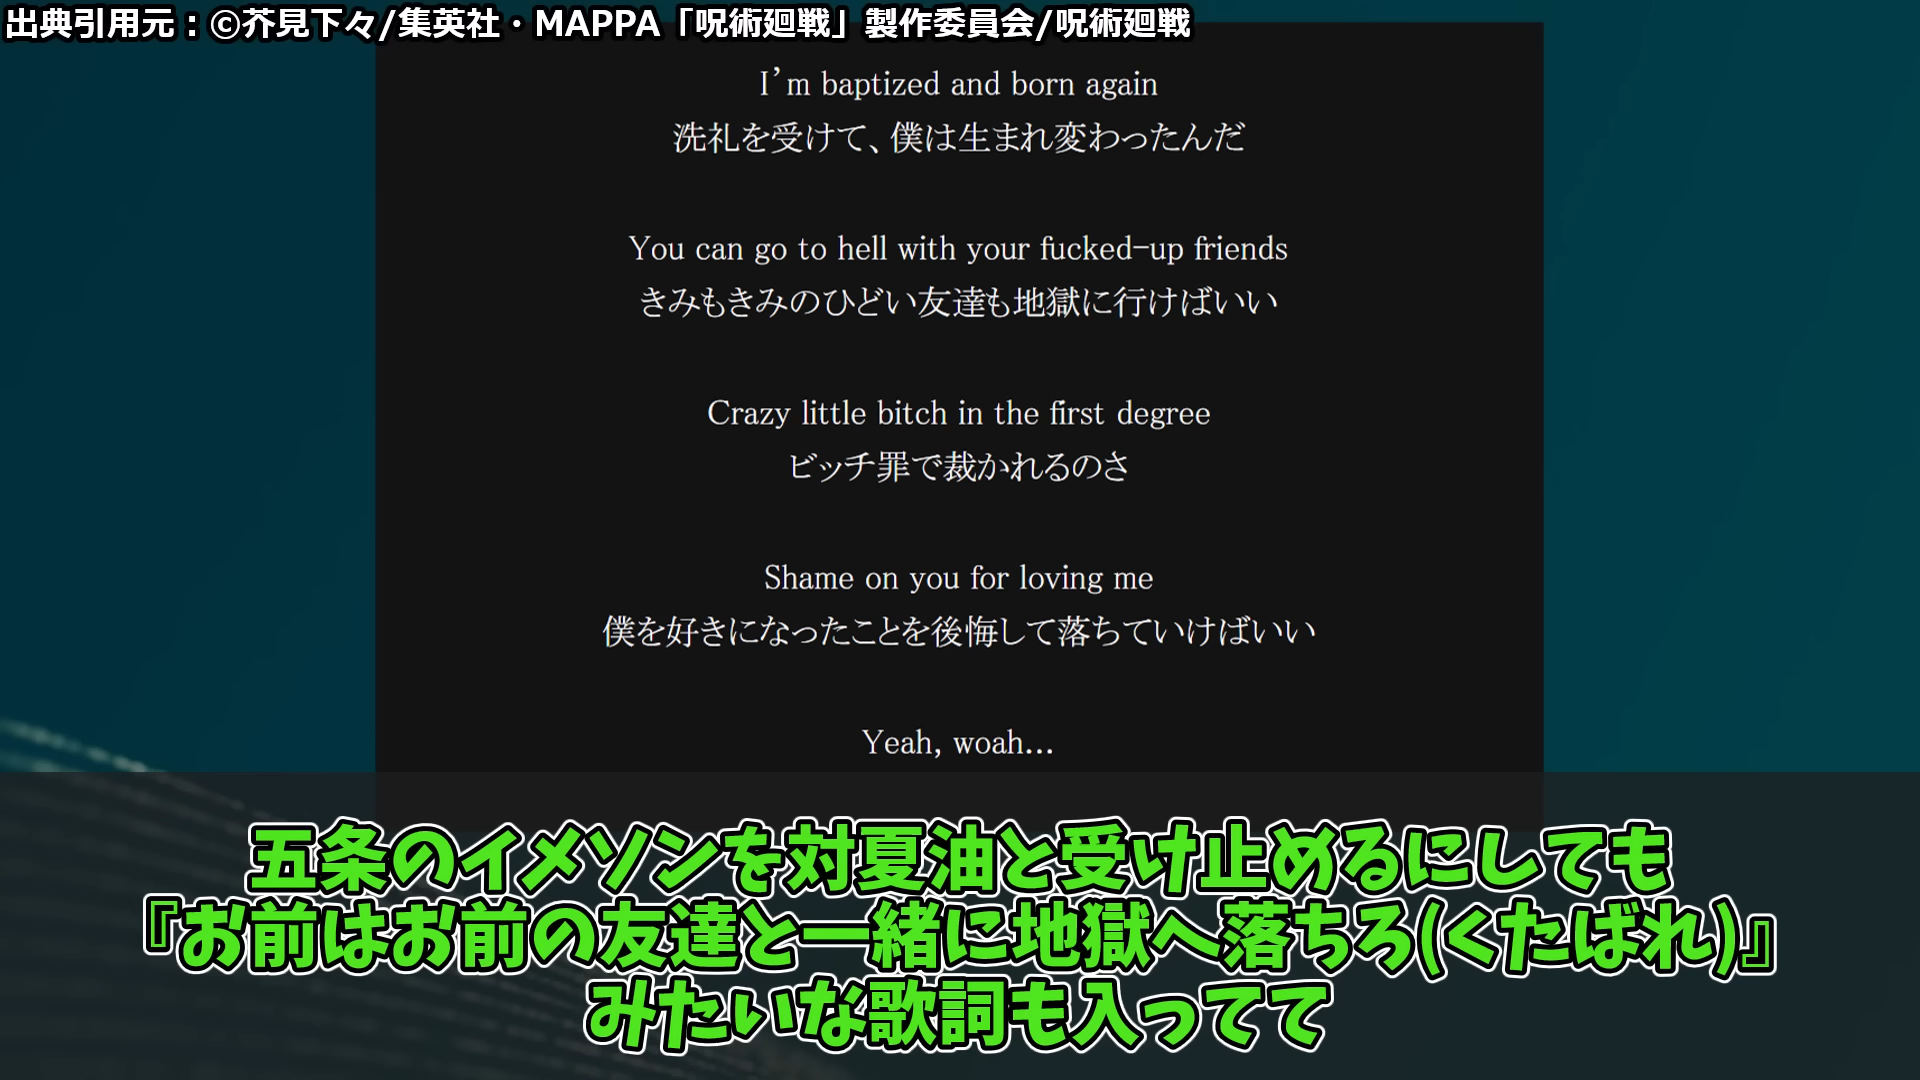 出典引用元：©芥見下々/集英社・MAPPA「呪術廻戦」製作委員会/呪術廻戦
I'm baptized and born again
洗礼を受けて、僕は生まれ変わったんだ
You can go to hell with your fucked-up friends
きみもきみのひどい友達も地獄に行けばいい
Crazy little bitch in the first degree
ビッチ罪で裁かれるのさ
Shame on you for loving me
僕を好きになったことを後悔して落ちていけばいい
Yeah, woah…
五条のイメソンを対夏油と受け止めるにしても
『お前はお前の友達と一緒に地獄へ落ちろ(くたばれ)』
みたいな歌詞も入ってて